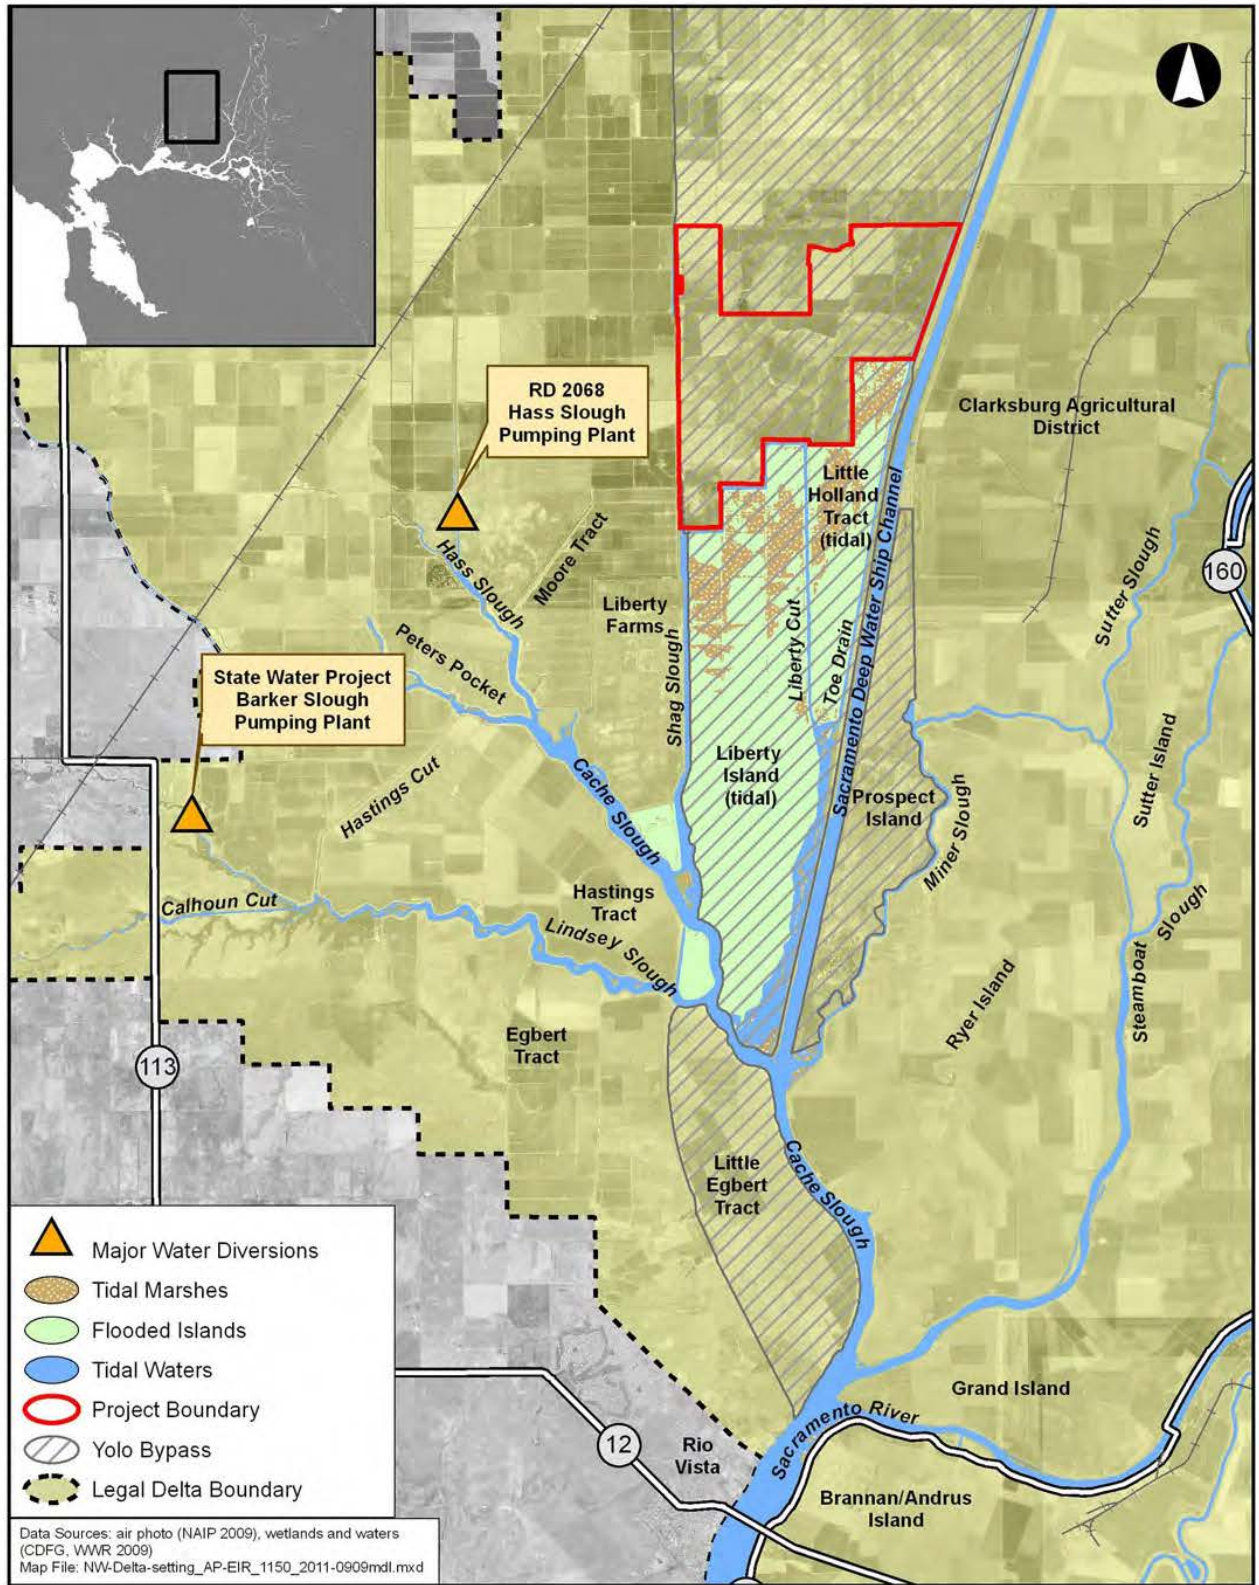 RD 2068
Hass Slough
Pumping Plant
Clarksburg Agricultural
District
Little
Holland
Tract
(tidal)
Sacramento Deep Water Ship Channel
160
Hass Slough
Moore Tract
Sutter Slough
Liberty
Farms
Peters Pocket
Shag Slough
Liberty Cut
Toe Drain
State Water Project
Barker Slough
Pumping Plant
Liberty
Island
(tidal)
Sutter Island
Cache Slough
Hastings Cut
Prospect
Island
Miner Slough
Hastings
Tract
Calhoun Cut
Lindsey Slough
Steamboat
Slough
Ryer Island
Egbert
Tract
113
Little
Egbert
Tract
Cache Slough
Grand Island
Sacramento River
12
Rio
Vista
Brannan/Andrus
Island
Major Water Diversions
Tidal Marshes
Flooded Islands
Tidal Waters
Project Boundary
Yolo Bypass
Legal Delta Boundary
Data Sources: air photo (NAIP 2009), wetlands and waters
(CDFG, WWR 2009)
Map File: NW-Delta-setting_AP-EIR_1150_2011-0909mdl.mxd